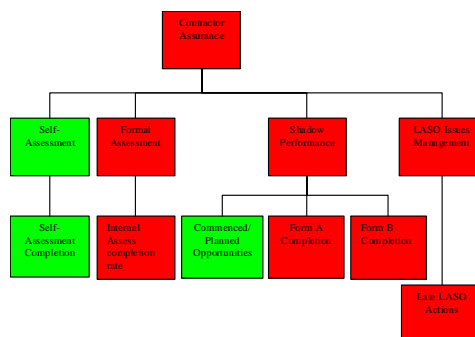 Contractor
Assurance
Self-
Assessment
Formal
Assessment
Shadow
Performance
LASO Issues
Management
Self-
Assessment
Completion
Internal
Assess
completion
rate
Commenced/
Planned
Opportunities
Form A
Completion
Form B
Completion
Late LASO
Actions